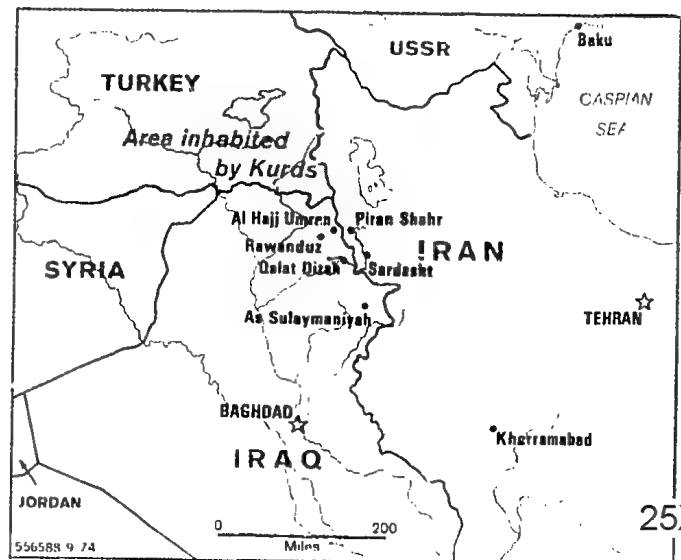 USSR
Baku
TURKEY
CASPIAN
SEA
Area inhabited
by Kurds
Al Hajj Umran
Piran Shahr
Rawanduz
IRAN
Qalat Dizah
Sardasht
SYRIA
As Sulaymaniyah
TEHRAN
BAGHDAD
Khorramabad
IRAQ
JORDAN
0 200
Miles
556588 9 74
25